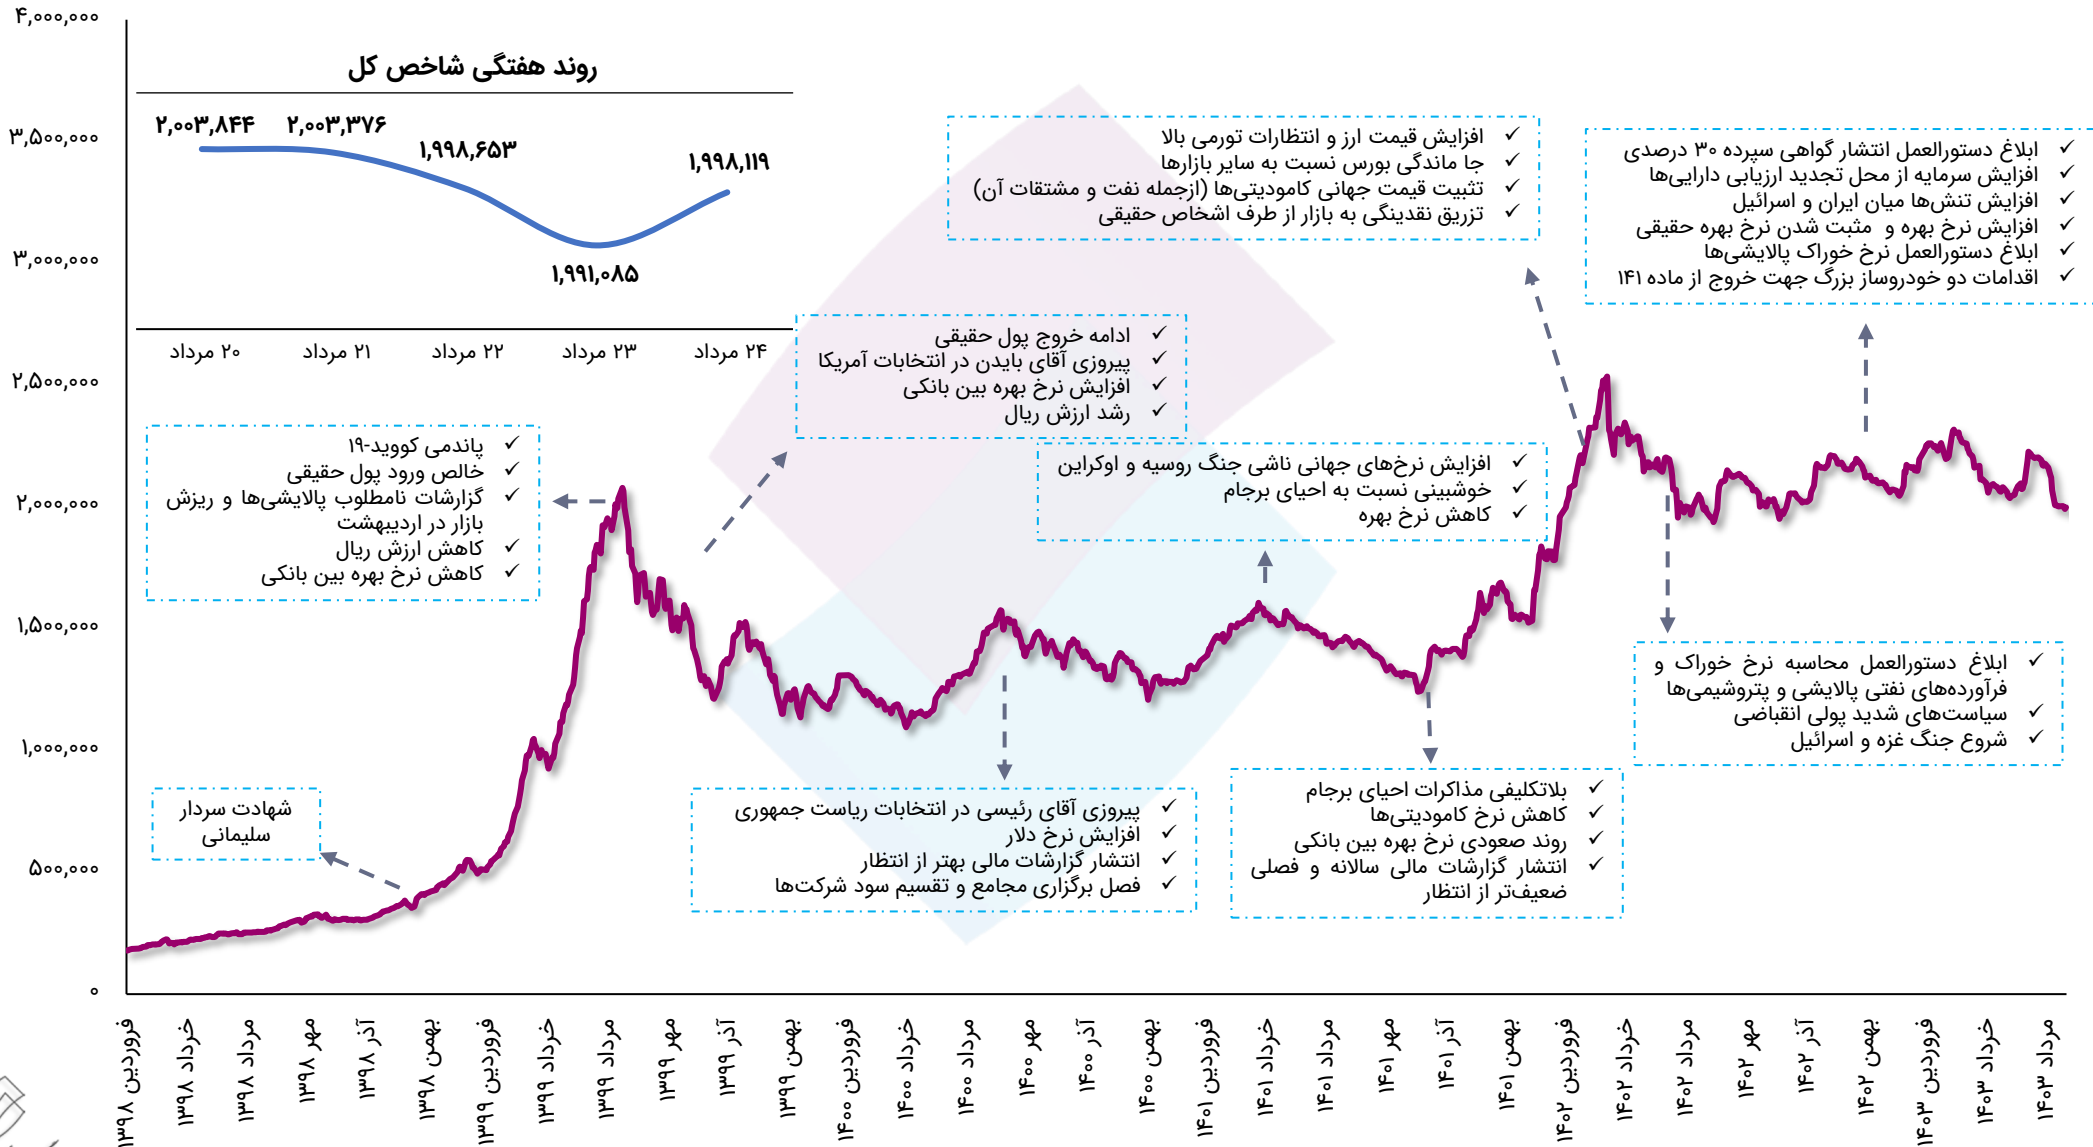 ۴,۰۰۰,۰۰۰
۳,۵۰۰,۰۰۰
۳,۰۰۰,۰۰۰
۲,۵۰۰,۰۰۰
۲,۰۰۰,۰۰۰
۱,۵۰۰,۰۰۰
۱,۰۰۰,۰۰۰
۵۰۰,۰۰۰
۰
روند هفتگی شاخص کل
۲,۰۰۳,۸۴۴
۲,۰۰۳,۳۷۶
۱,۹۹۸,۶۵۳
۱,۹۹۱,۰۸۵
۱,۹۹۸,۱۱۹
۲۰ مرداد
۲۱ مرداد
۲۲ مرداد
۲۳ مرداد
۲۴ مرداد
✓ افزایش قیمت ارز و انتظارات تورمی بالا
✓ جا ماندگی بورس نسبت به سایر بازارها
✓ تثبیت قیمت جهانی کامودیتی‌ها (ازجمله نفت و مشتقات آن)
✓ تزریق نقدینگی به بازار از طرف اشخاص حقیقی
✓ ابلاغ دستورالعمل انتشار گواهی سپرده ۳۰ درصدی
✓ افزایش سرمایه از محل تجدید ارزیابی دارایی‌ها
✓ افزایش تنش‌ها میان ایران و اسرائیل
✓ افزایش نرخ بهره و مثبت شدن نرخ بهره حقیقی
✓ ابلاغ دستورالعمل نرخ خوراک پالایشی‌ها
✓ اقدامات دو خودروساز بزرگ جهت خروج از ماده ۱۴۱
✓ ادامه خروج پول حقیقی
✓ پیروزی آقای بایدن در انتخابات آمریکا
✓ افزایش نرخ بهره بین بانکی
✓ رشد ارزش ریال
✓ پاندمی کووید-۱۹
✓ خالص ورود پول حقیقی
✓ گزارشات نامطلوب پالایشی‌ها و ریزش
بازار در اردیبهشت
✓ کاهش ارزش ریال
✓ کاهش نرخ بهره بین بانکی
✓ افزایش نرخ‌های جهانی ناشی جنگ روسیه و اوکراین
✓ خوشبینی نسبت به احیای برجام
✓ کاهش نرخ بهره
✓ ابلاغ دستورالعمل محاسبه نرخ خوراک و
فرآورده‌های نفتی پالایشی و پتروشیمی‌ها
✓ سیاست‌های شدید پولی انقباضی
✓ شروع جنگ غزه و اسرائیل
شهادت سردار
سلیمانی
✓ پیروزی آقای رئیسی در انتخابات ریاست جمهوری
✓ افزایش نرخ دلار
✓ انتشار گزارشات مالی بهتر از انتظار
✓ فصل برگزاری مجامع و تقسیم سود شرکت‌ها
✓ بلاتکلیفی مذاکرات احیای برجام
✓ کاهش نرخ کامودیتی‌ها
✓ روند صعودی نرخ بهره بین بانکی
✓ انتشار گزارشات مالی سالانه و فصلی
ضعیف‌تر از انتظار
فروردین ۱۳۹۸
خرداد ۱۳۹۸
مرداد ۱۳۹۸
مهر ۱۳۹۸
آذر ۱۳۹۸
بهمن ۱۳۹۸
فروردین ۱۳۹۹
خرداد ۱۳۹۹
مرداد ۱۳۹۹
مهر ۱۳۹۹
آذر ۱۳۹۹
بهمن ۱۳۹۹
فروردین ۱۴۰۰
خرداد ۱۴۰۰
مرداد ۱۴۰۰
مهر ۱۴۰۰
آذر ۱۴۰۰
بهمن ۱۴۰۰
فروردین ۱۴۰۱
خرداد ۱۴۰۱
مرداد ۱۴۰۱
مهر ۱۴۰۱
آذر ۱۴۰۱
بهمن ۱۴۰۱
فروردین ۱۴۰۲
خرداد ۱۴۰۲
مرداد ۱۴۰۲
مهر ۱۴۰۲
آذر ۱۴۰۲
بهمن ۱۴۰۲
فروردین ۱۴۰۳
خرداد ۱۴۰۳
مرداد ۱۴۰۳